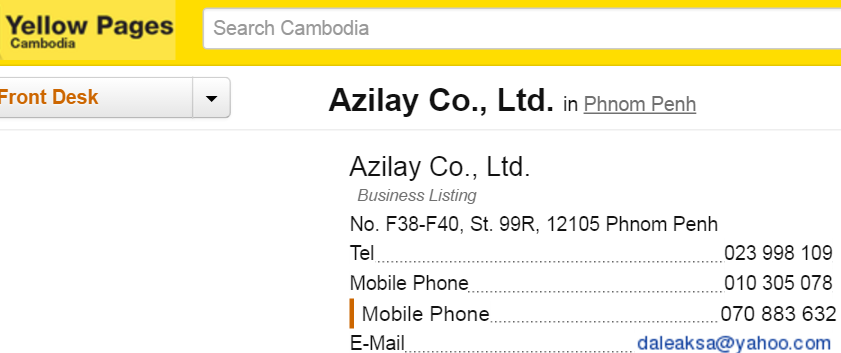 Yellow Pages
Cambodia
Search Cambodia
Front Desk
Azilay Co., Ltd. in Phnom Penh
Azilay Co., Ltd.
Business Listing
No. F38-F40, St. 99R, 12105 Phnom Penh
Tel 023 998 109
Mobile Phone 010 305 078
Mobile Phone 070 883 632
E-Mail daleaksa@yahoo.com